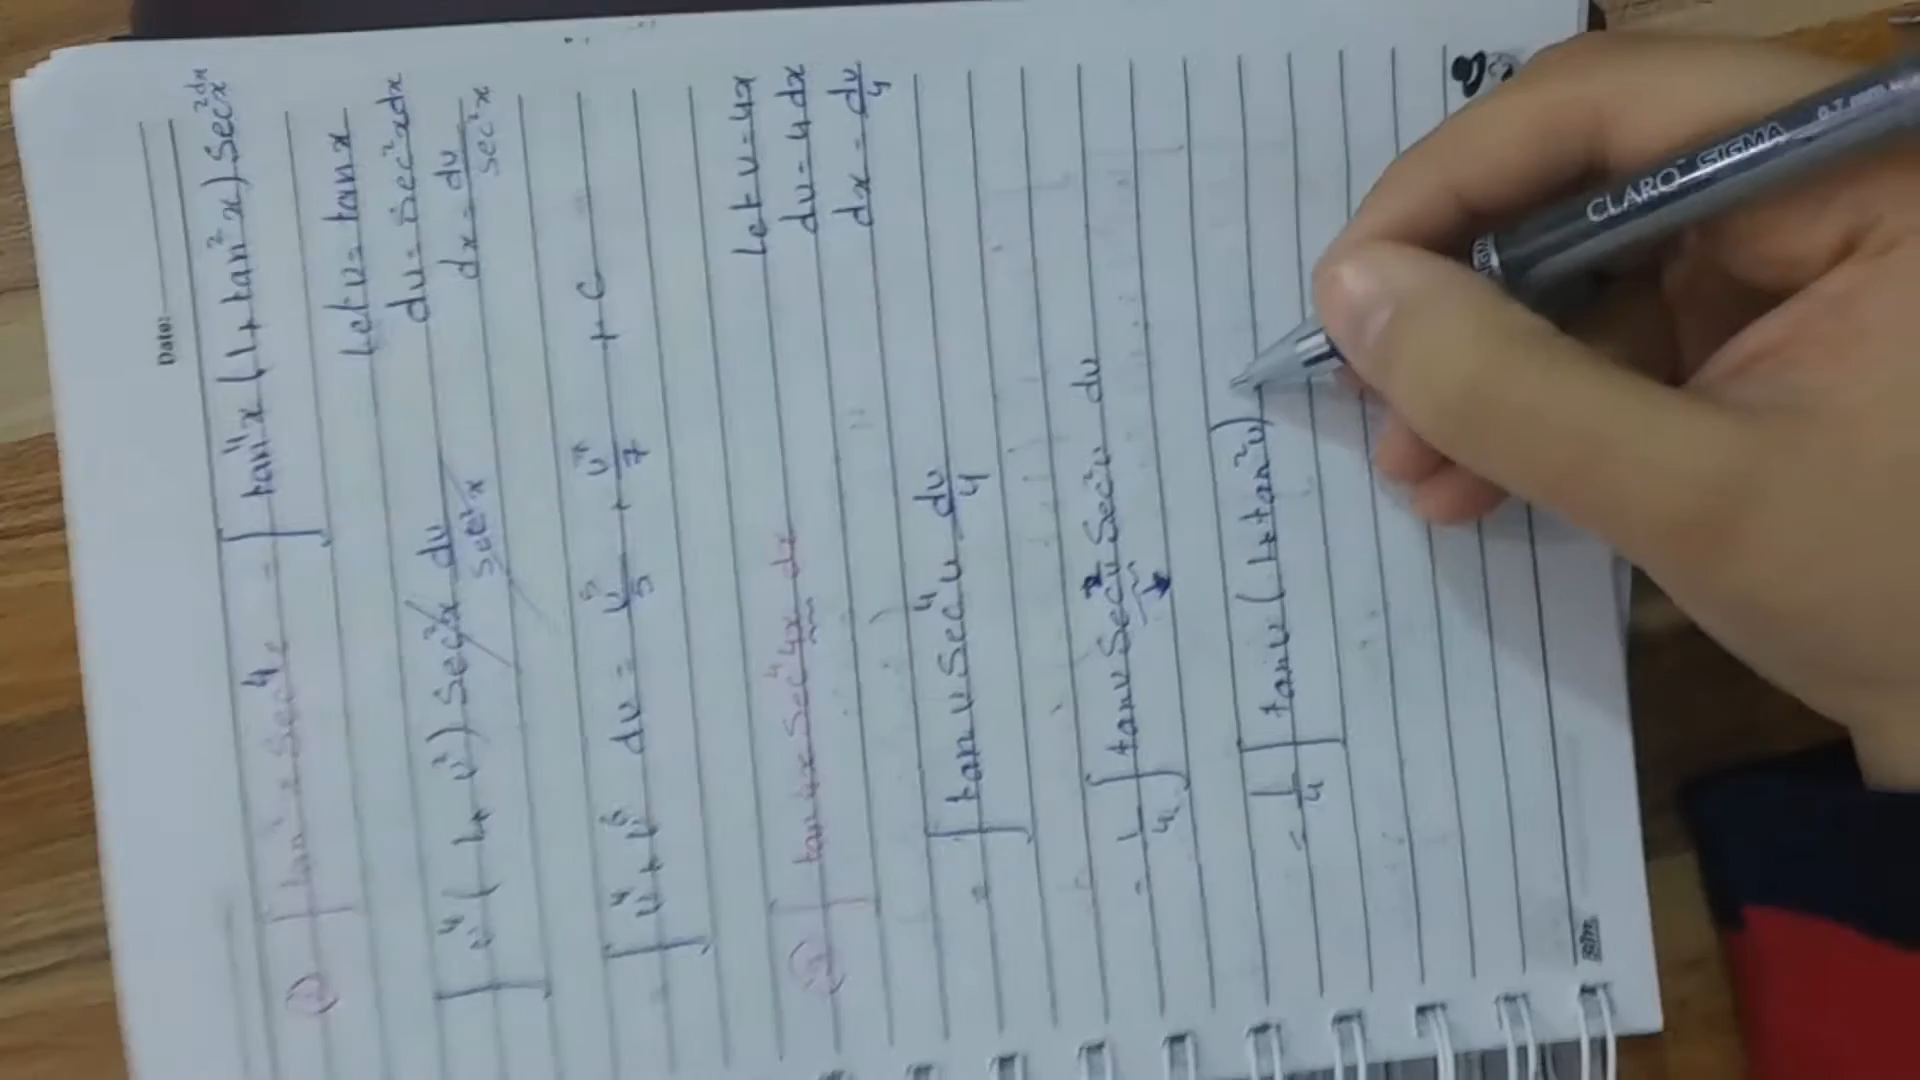 Date:
(1) ∫ tan⁴x sec⁴x = ∫ tan⁴x (1 + tan²x) sec²x dx
let u = tan x
du = sec²x dx
dx = du/sec²x
∫ u⁴ (1 + u²) sec²x du/sec²x
∫ u⁴ + u⁶ du = u⁵/5 + u⁷/7 + C
(2) ∫ tan 4x sec⁴ 4x dx
let u = 4x
du = 4 dx
dx = du/4
= ∫ tan u sec⁴u du/4
= 1/4 ∫ tan u sec²u sec²u du
= 1/4 ∫ tan u (1 + tan²u)
CLARO SIGMA 0.7 mm